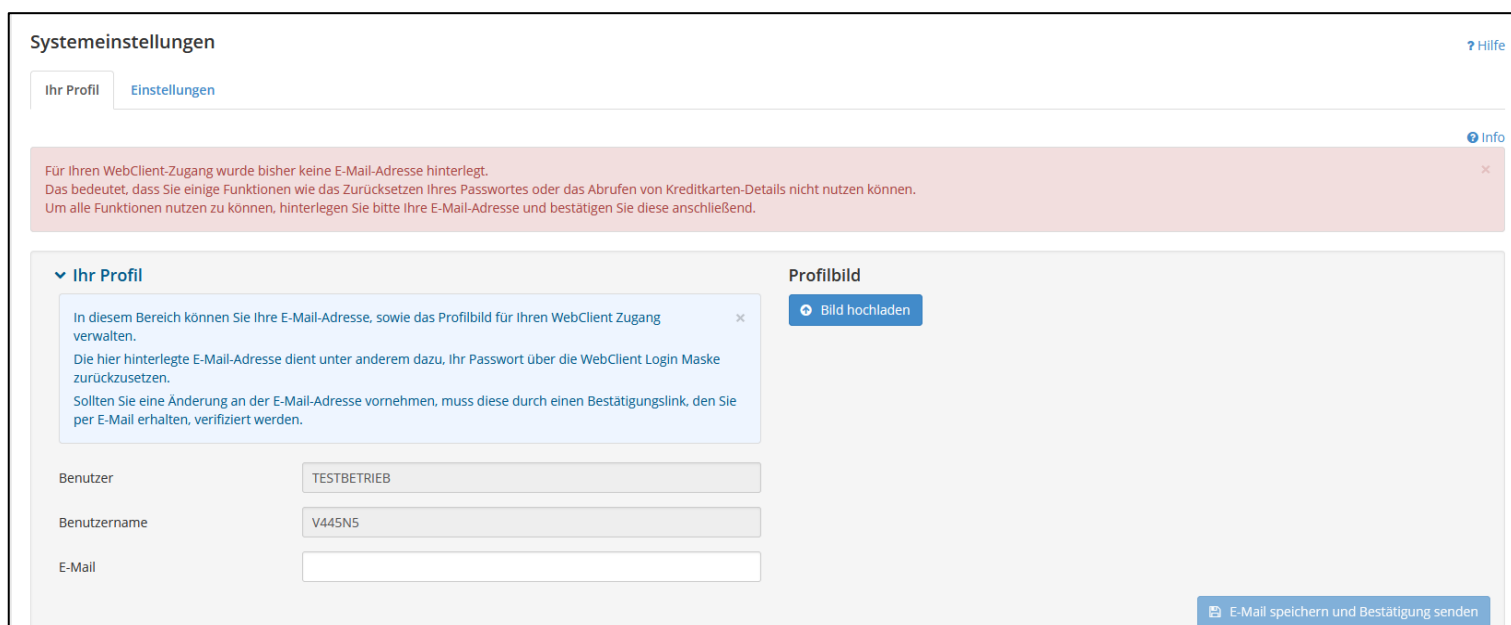 Systemeinstellungen
? Hilfe
Ihr Profil
Einstellungen
Info
Für Ihren WebClient-Zugang wurde bisher keine E-Mail-Adresse hinterlegt.
Das bedeutet, dass Sie einige Funktionen wie das Zurücksetzen Ihres Passwortes oder das Abrufen von Kreditkarten-Details nicht nutzen können.
Um alle Funktionen nutzen zu können, hinterlegen Sie bitte Ihre E-Mail-Adresse und bestätigen Sie diese anschließend.
Ihr Profil
In diesem Bereich können Sie Ihre E-Mail-Adresse, sowie das Profilbild für Ihren WebClient Zugang
verwalten.
Die hier hinterlegte E-Mail-Adresse dient unter anderem dazu, Ihr Passwort über die WebClient Login Maske
zurückzusetzen.
Sollten Sie eine Änderung an der E-Mail-Adresse vornehmen, muss diese durch einen Bestätigungslink, den Sie
per E-Mail erhalten, verifiziert werden.
Profilbild
Bild hochladen
Benutzer
TESTBETRIEB
Benutzername
V445N5
E-Mail
E-Mail speichern und Bestätigung senden